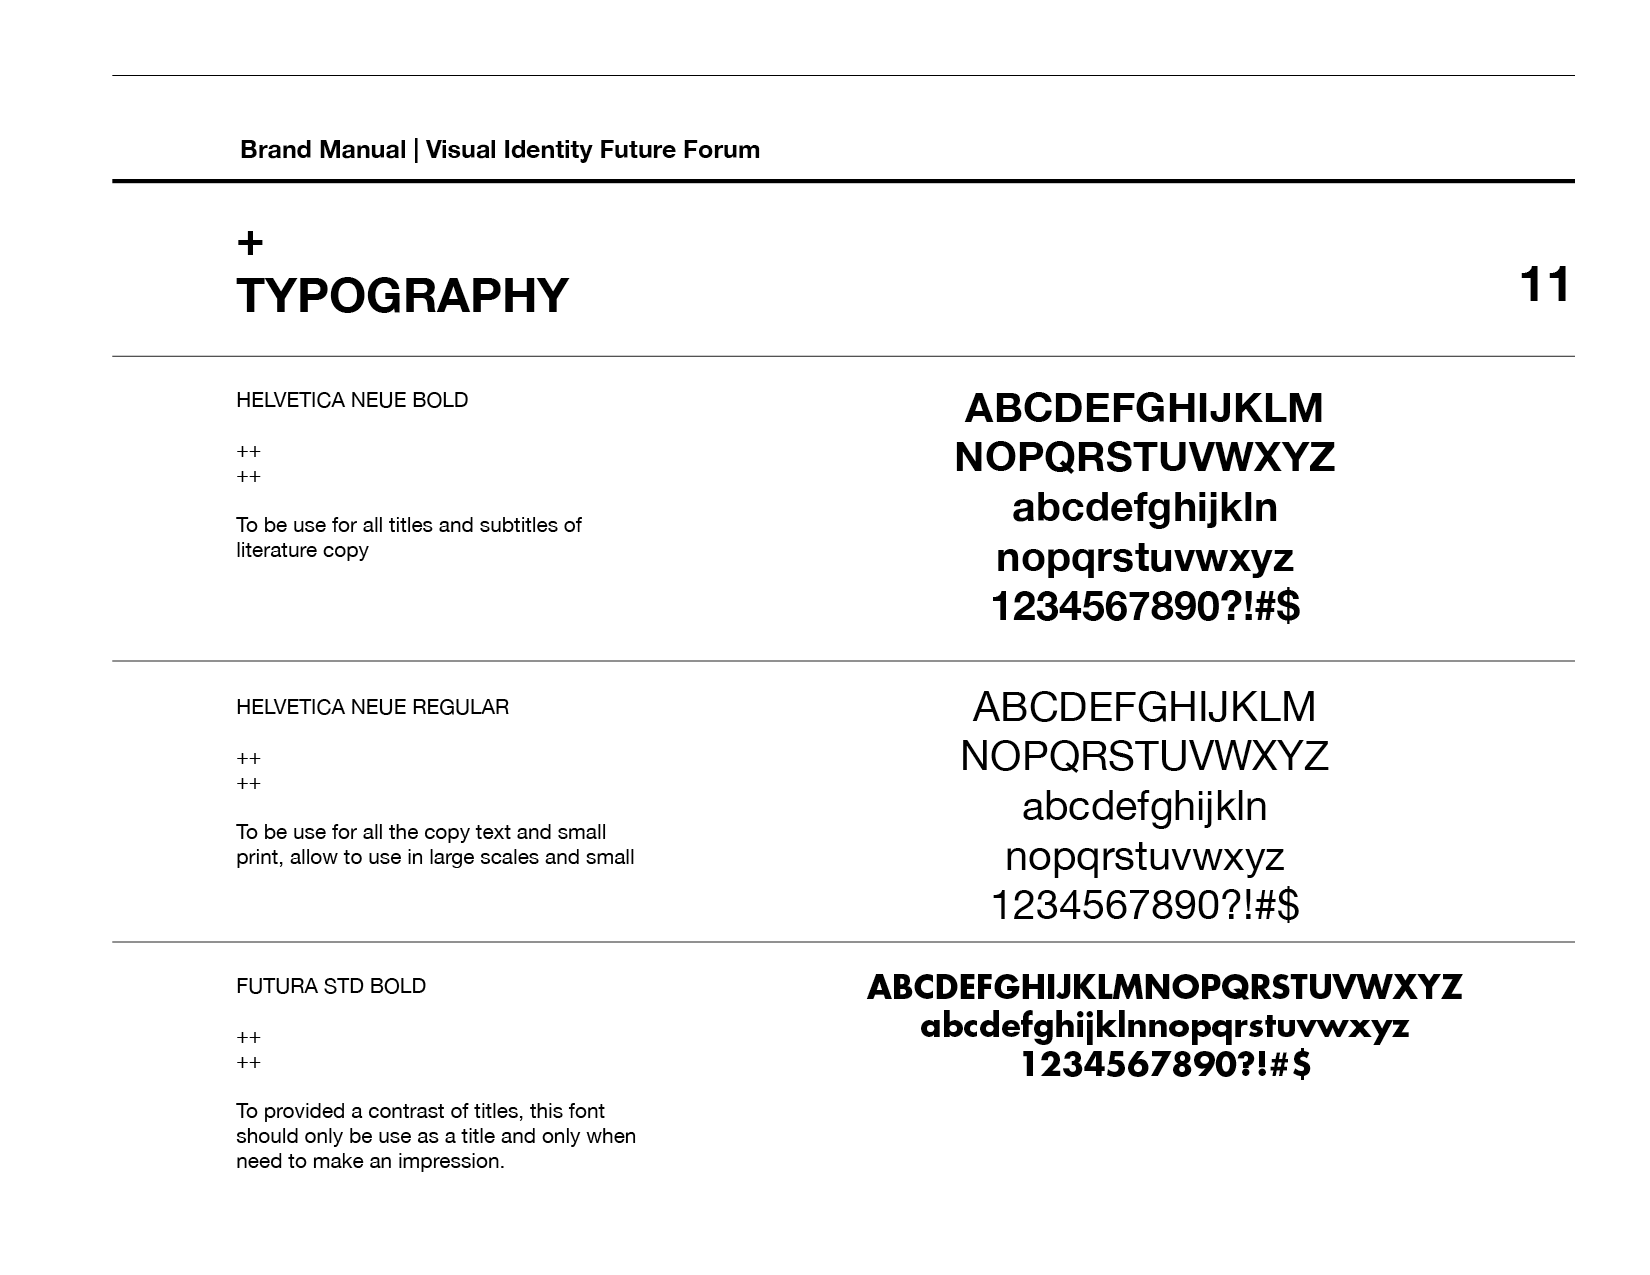 Brand Manual | Visual Identity Future Forum
+
TYPOGRAPHY
11
HELVETICA NEUE BOLD
++
++
To be use for all titles and subtitles of
literature copy
ABCDEFGHIJKLM
NOPQRSTUVWXYZ
abcdefghijkln
nopqrstuvwxyz
1234567890?!#$
HELVETICA NEUE REGULAR
++
++
To be use for all the copy text and small
print, allow to use in large scales and small
ABCDEFGHIJKLM
NOPQRSTUVWXYZ
abcdefghijkln
nopqrstuvwxyz
1234567890?!#$
FUTURA STD BOLD
++
++
To provided a contrast of titles, this font
should only be use as a title and only when
need to make an impression.
ABCDEFGHIJKLMNOPQRSTUVWXYZ
abcdefghijklnnopqrstuvwxyz
1234567890?!#$